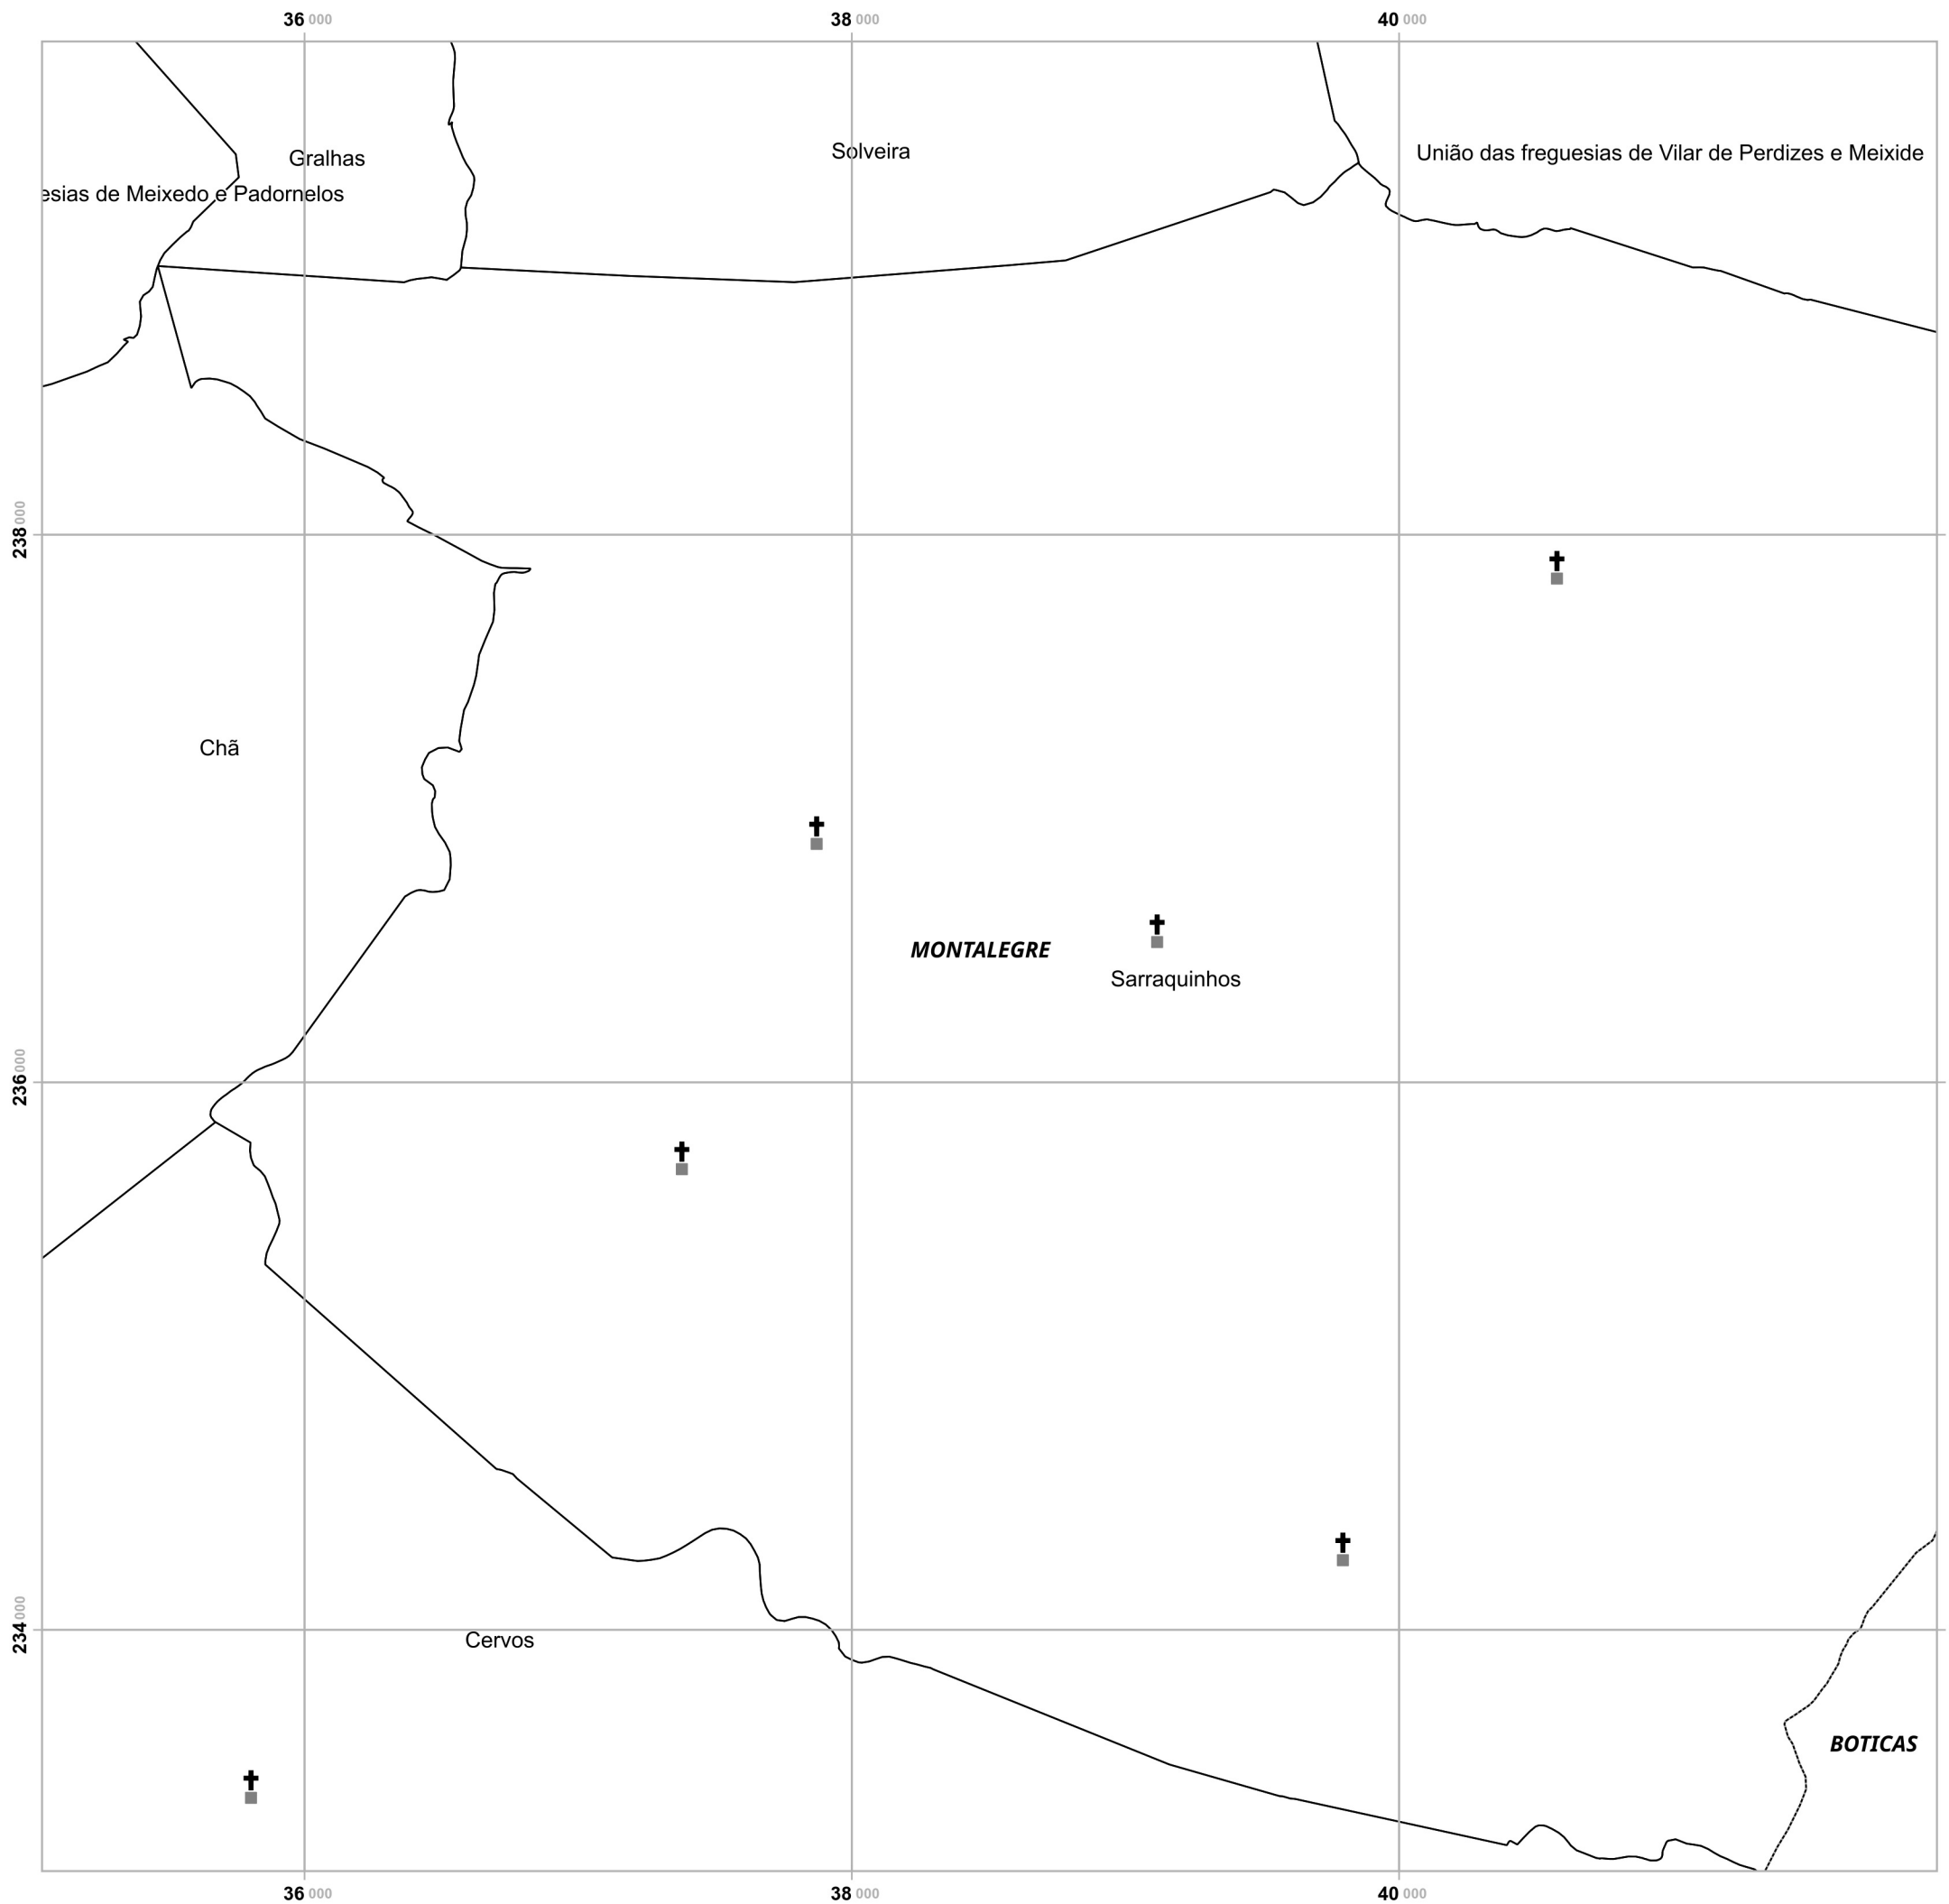 36 000
38 000
40 000
Gralhas
Solveira
União das freguesias de Vilar de Perdizes e Meixide
esias de Meixedo e Padornelos
238 000
Chã
MONTALEGRE
Sarraquinhos
236 000
234 000
Cervos
BOTICAS
36 000
38 000
40 000